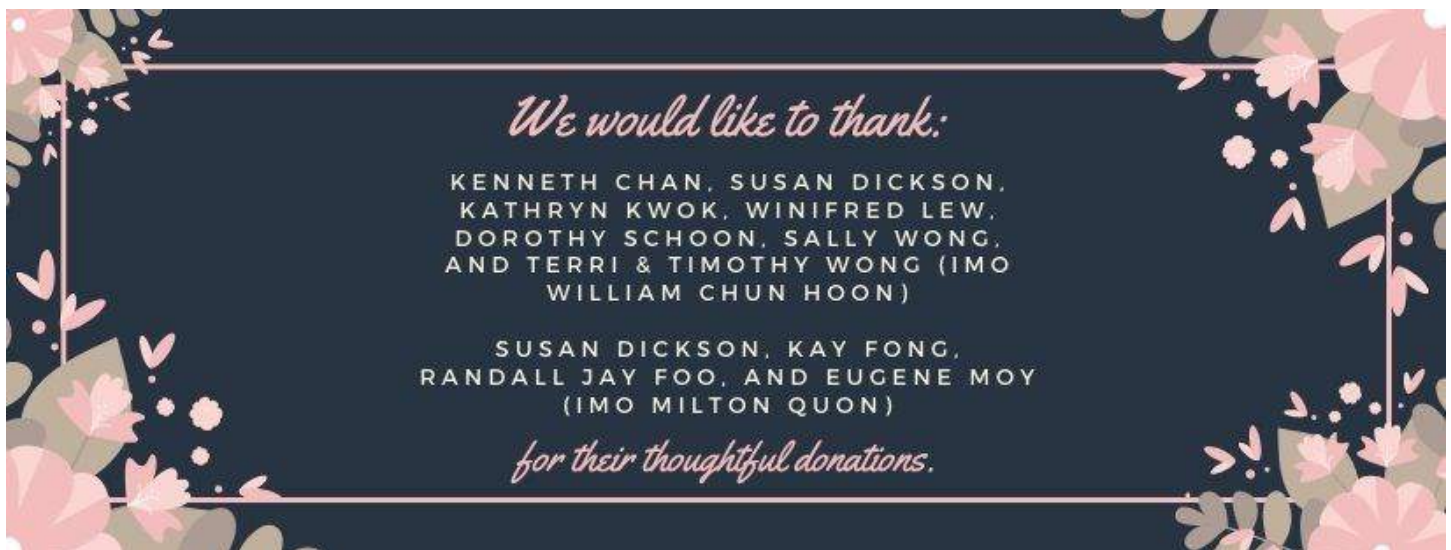 We would like to thank:
KENNETH CHAN, SUSAN DICKSON,
KATHRYN KWOK, WINIFRED LEW,
DOROTHY SCHOON, SALLY WONG,
AND TERRI & TIMOTHY WONG (IMO
WILLIAM CHUN HOON)
SUSAN DICKSON, KAY FONG,
RANDALL JAY FOO, AND EUGENE MOY
(IMO MILTON QUON)
for their thoughtful donations.